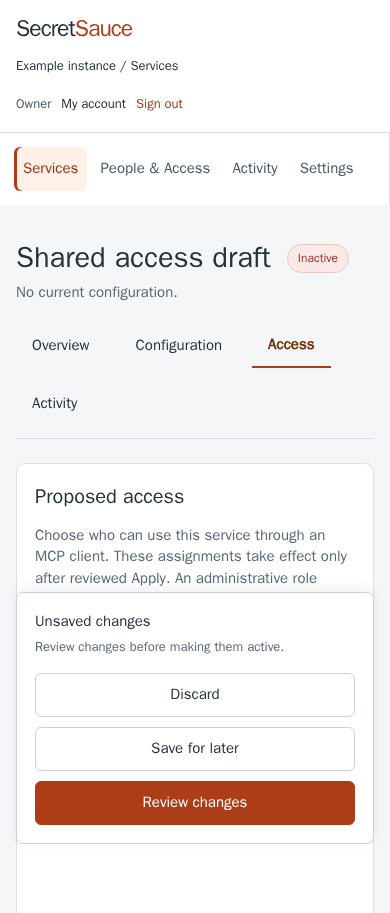 SecretSauce
Example instance / Services
Owner My account Sign out
Services People & Access Activity Settings
Shared access draft Inactive
No current configuration.
Overview Configuration Access
Activity
Proposed access
Choose who can use this service through an
MCP client. These assignments take effect only
after reviewed Apply. An administrative role
Unsaved changes
Review changes before making them active.
Discard
Save for later
Review changes